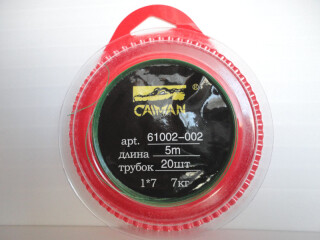 CAIMAN ®
арт. 61002-002
длина 5m
трубок 20шт.
1*7 7кг